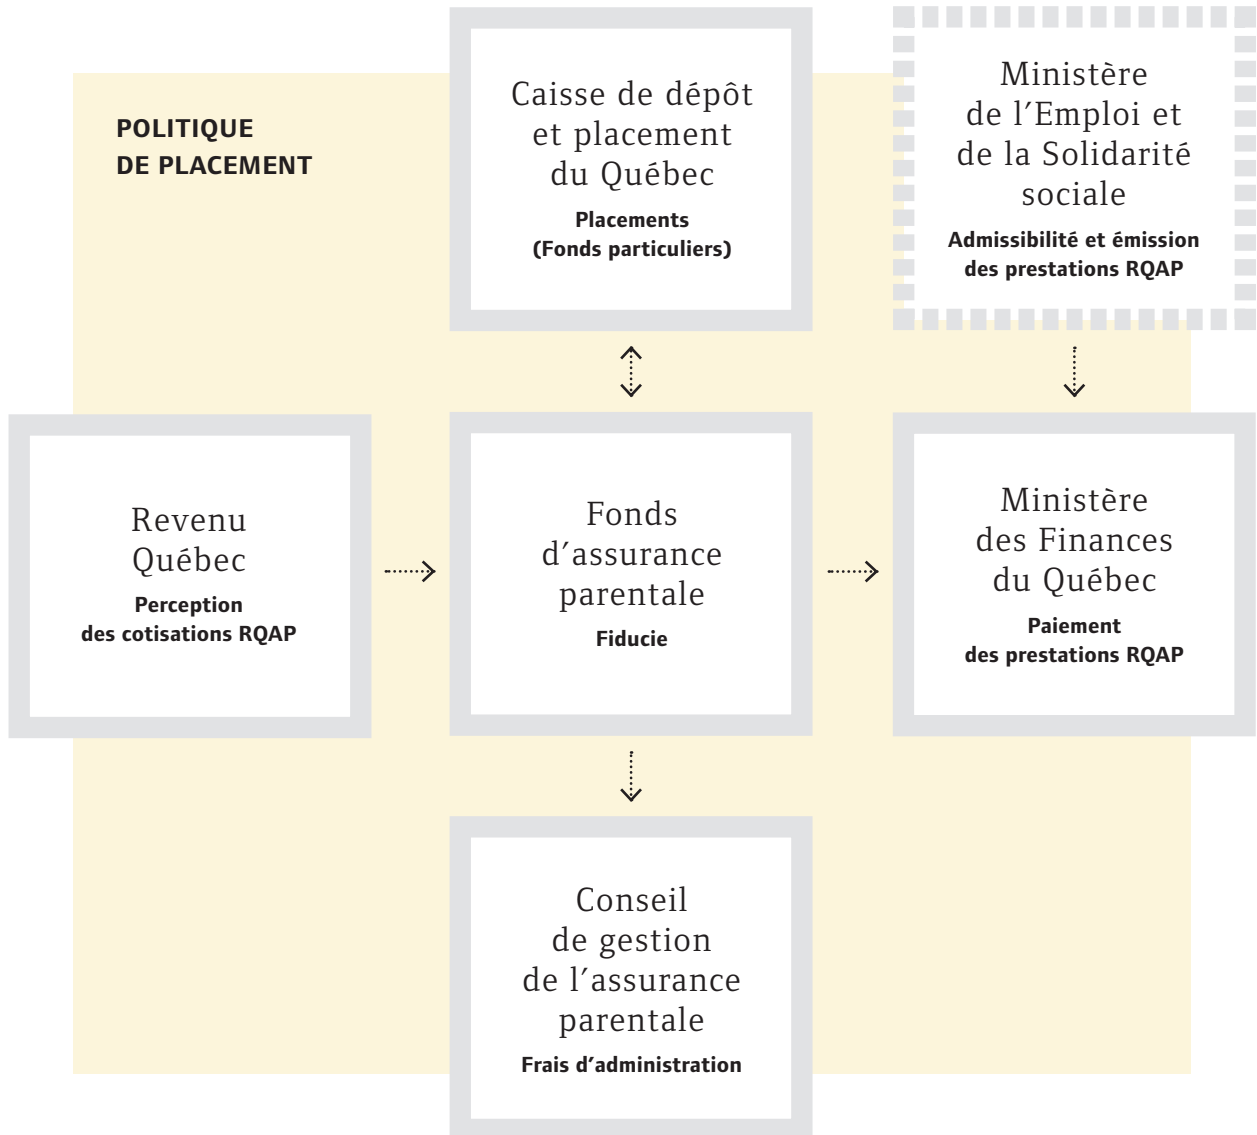 POLITIQUE
DE PLACEMENT
Caisse de dépôt
et placement
du Québec
Placements
(Fonds particuliers)
Ministère
de l’Emploi et
de la Solidarité
sociale
Admissibilité et émission
des prestations RQAP
Revenu
Québec
Perception
des cotisations RQAP
Fonds
d’assurance
parentale
Fiducie
Ministère
des Finances
du Québec
Paiement
des prestations RQAP
Conseil
de gestion
de l’assurance
parentale
Frais d’administration